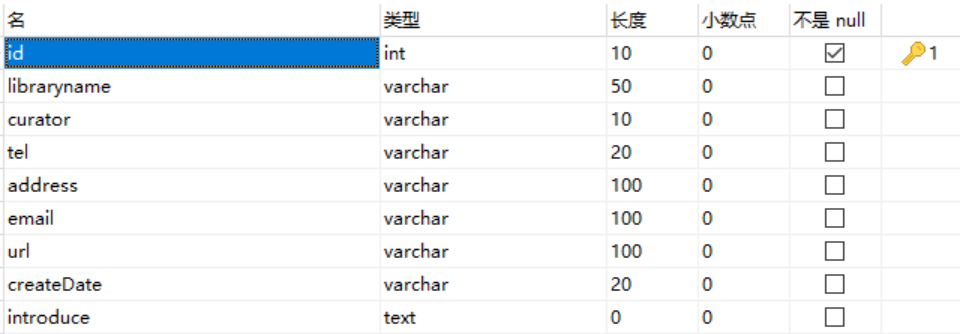 名 类型 长度 小数点 不是 null
id int 10 0 1
libraryname varchar 50 0
curator varchar 10 0
tel varchar 20 0
address varchar 100 0
email varchar 100 0
url varchar 100 0
createDate varchar 20 0
introduce text 0 0